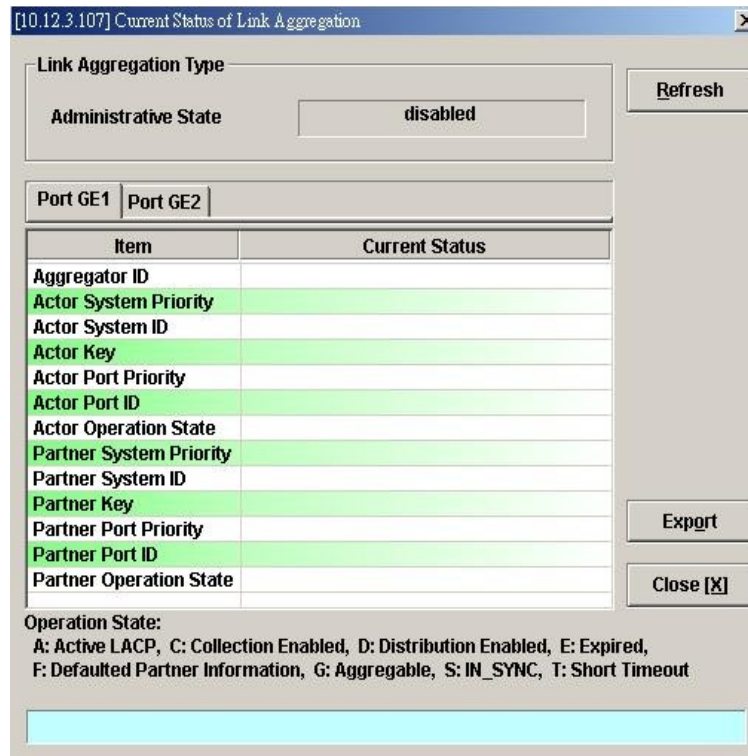 [10.12.3.107] Current Status of Link Aggregation
Link Aggregation Type
Administrative State disabled
Refresh
Port GE1 Port GE2
Item Current Status
Aggregator ID
Actor System Priority
Actor System ID
Actor Key
Actor Port Priority
Actor Port ID
Actor Operation State
Partner System Priority
Partner System ID
Partner Key
Partner Port Priority
Partner Port ID
Partner Operation State
Export
Close [X]
Operation State:
A: Active LACP, C: Collection Enabled, D: Distribution Enabled, E: Expired,
F: Defaulted Partner Information, G: Aggregable, S: IN_SYNC, T: Short Timeout